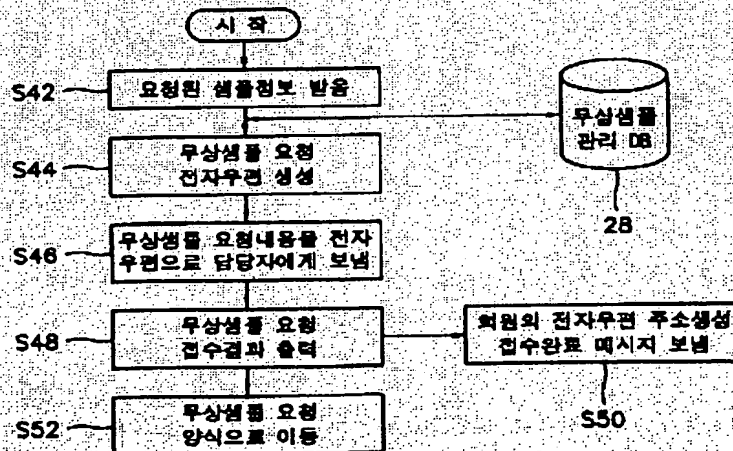 시 작
S42
요청된 샘플정보 받음
무상샘플
관리 DB
28
S44
무상샘플 요청
전자우편 생성
S46
무상샘플 요청내용을 전자
우편으로 담당자에게 보냄
S48
무상샘플 요청
접수결과 출력
회원의 전자우편 주소생성
접수완료 메시지 보냄
S50
S52
무상샘플 요청
양식으로 이동